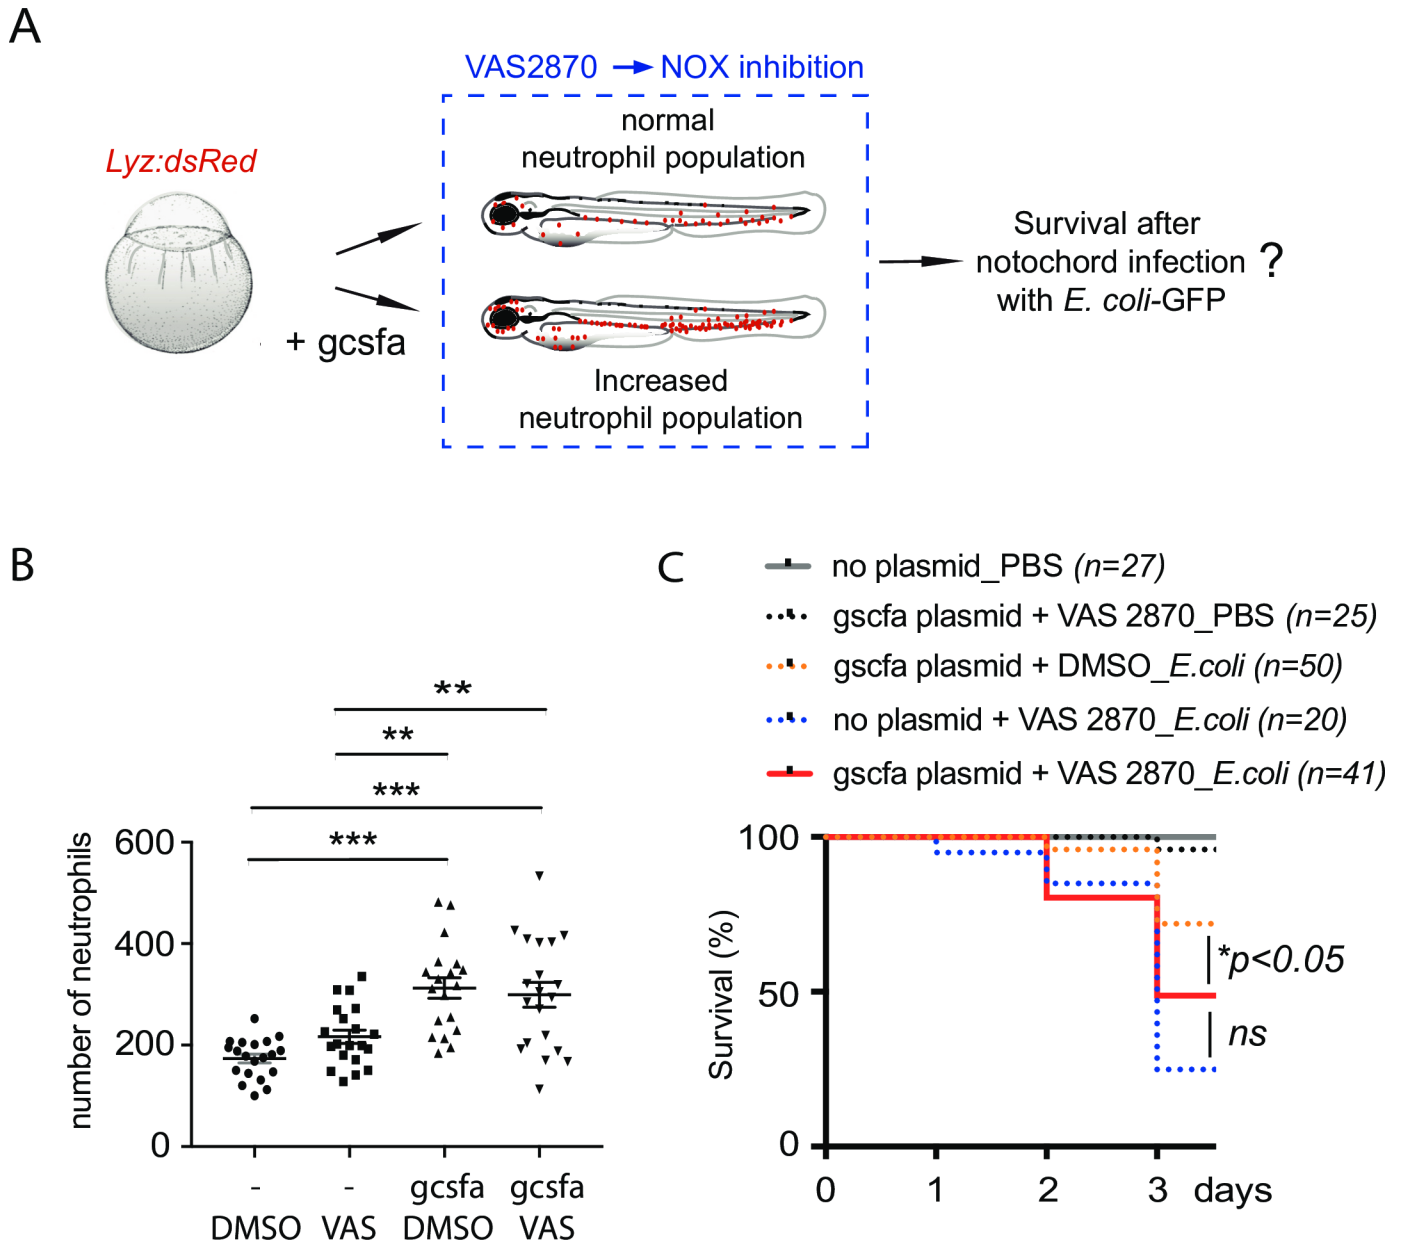 A
VAS2870 → NOX inhibition
Lyz:dsRed
normal
neutrophil population
+ gcsfa
Increased
neutrophil population
Survival after
notochord infection ?
with E. coli-GFP
B
**
**
***
***
number of neutrophils
600
400
200
0
- - gcsfa gcsfa
DMSO VAS DMSO VAS
C
no plasmid_PBS (n=27)
gscfa plasmid + VAS 2870_PBS (n=25)
gscfa plasmid + DMSO_E.coli (n=50)
no plasmid + VAS 2870_E.coli (n=20)
gscfa plasmid + VAS 2870_E.coli (n=41)
Survival (%)
100
50
0
*p<0.05
ns
0 1 2 3 days